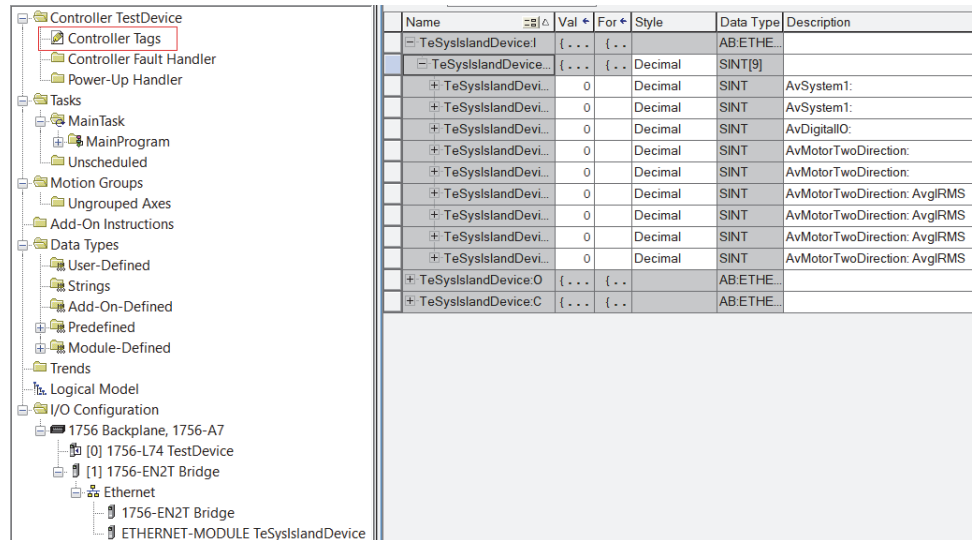 Controller TestDevice
Controller Tags
Controller Fault Handler
Power-Up Handler
Tasks
MainTask
MainProgram
Unscheduled
Motion Groups
Ungrouped Axes
Add-On Instructions
Data Types
User-Defined
Strings
Add-On-Defined
Predefined
Module-Defined
Trends
Logical Model
I/O Configuration
1756 Backplane, 1756-A7
[0] 1756-L74 TestDevice
[1] 1756-EN2T Bridge
Ethernet
1756-EN2T Bridge
ETHERNET-MODULE TeSysIslandDevice
Name Val For Style Data Type Description
TeSysIslandDevice:I {... {.. AB:ETHE...
TeSysIslandDevice... {... {.. Decimal SINT[9]
TeSysIslandDevi... 0 Decimal SINT AvSystem1:
TeSysIslandDevi... 0 Decimal SINT AvSystem1:
TeSysIslandDevi... 0 Decimal SINT AvDigitalIO:
TeSysIslandDevi... 0 Decimal SINT AvMotorTwoDirection:
TeSysIslandDevi... 0 Decimal SINT AvMotorTwoDirection:
TeSysIslandDevi... 0 Decimal SINT AvMotorTwoDirection: AvgIRMS
TeSysIslandDevi... 0 Decimal SINT AvMotorTwoDirection: AvgIRMS
TeSysIslandDevi... 0 Decimal SINT AvMotorTwoDirection: AvgIRMS
TeSysIslandDevi... 0 Decimal SINT AvMotorTwoDirection: AvgIRMS
TeSysIslandDevice:O {... {.. AB:ETHE...
TeSysIslandDevice:C {... {.. AB:ETHE...